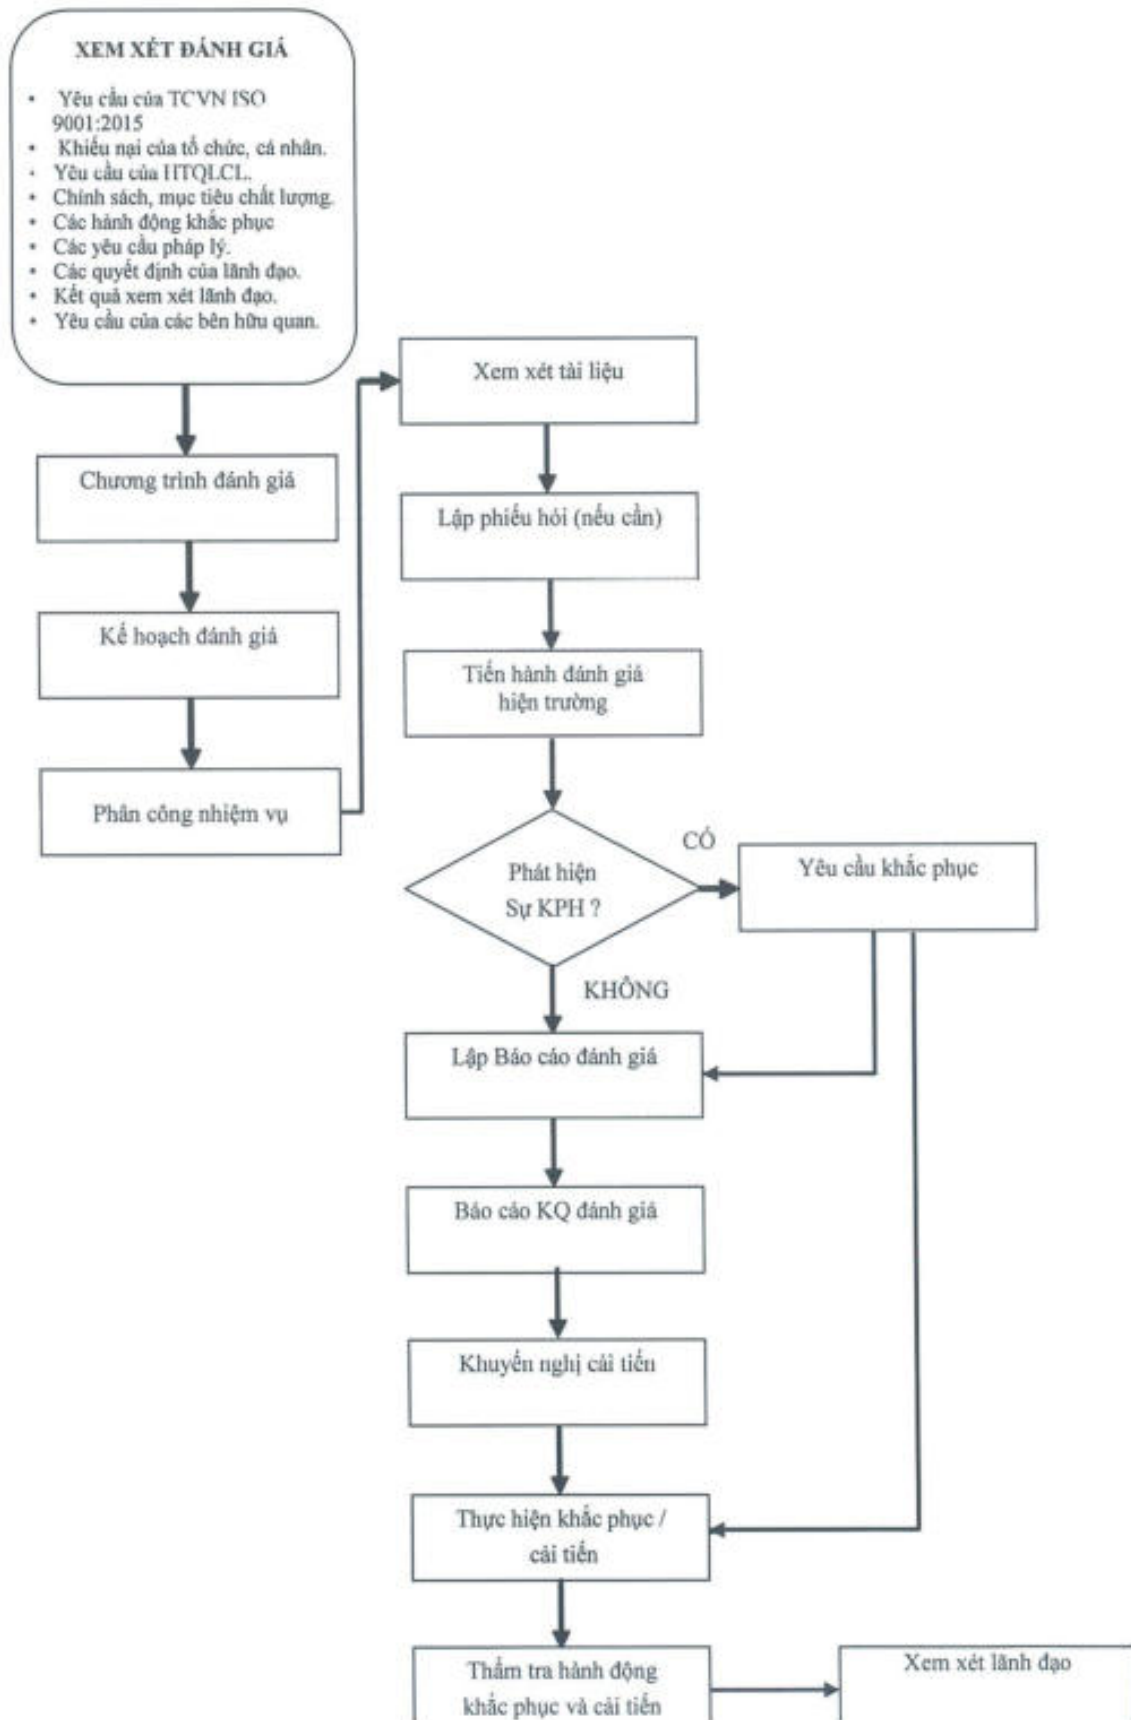 XEM XÉT ĐÁNH GIÁ
• Yêu cầu của TCVN ISO
9001:2015
• Khiếu nại của tổ chức, cá nhân.
• Yêu cầu của HTQLCL.
• Chính sách, mục tiêu chất lượng.
• Các hành động khắc phục
• Các yêu cầu pháp lý.
• Các quyết định của lãnh đạo.
• Kết quả xem xét lãnh đạo.
• Yêu cầu của các bên hữu quan.
Chương trình đánh giá
Kế hoạch đánh giá
Phân công nhiệm vụ
Xem xét tài liệu
Lập phiếu hỏi (nếu cần)
Tiến hành đánh giá
hiện trường
Phát hiện
Sự KPH ?
CÓ
Yêu cầu khắc phục
KHÔNG
Lập Báo cáo đánh giá
Báo cáo KQ đánh giá
Khuyến nghị cải tiến
Thực hiện khắc phục /
cải tiến
Thẩm tra hành động
khắc phục và cải tiến
Xem xét lãnh đạo